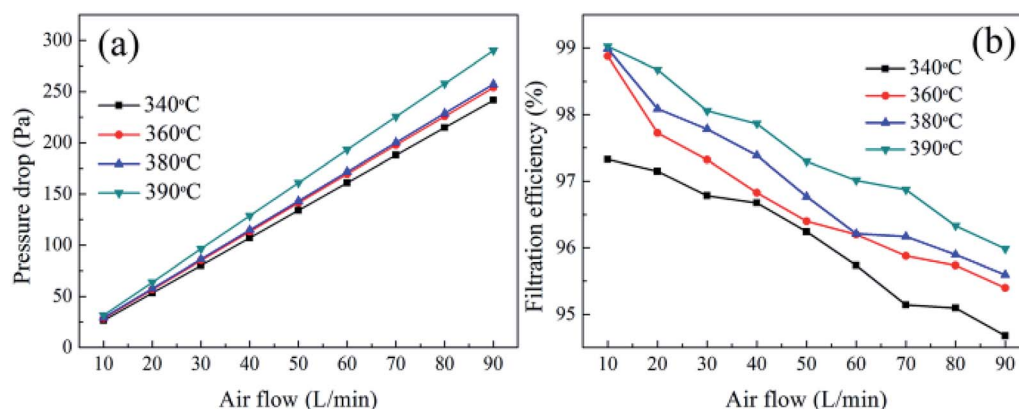 (a)
340°C
360°C
380°C
390°C
Pressure drop (Pa)
300
250
200
150
100
50
0
10 20 30 40 50 60 70 80 90
Air flow (L/min)
(b)
340°C
360°C
380°C
390°C
Filtration efficiency (%)
99
98
97
96
95
10 20 30 40 50 60 70 80 90
Air flow (L/min)